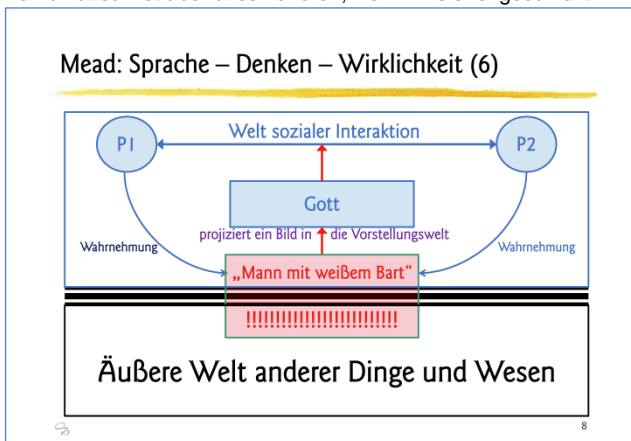 Mead: Sprache – Denken – Wirklichkeit (6)
P1
Welt sozialer Interaktion
P2
Gott
projiziert ein Bild in die Vorstellungswelt
Wahrnehmung
Wahrnehmung
„Mann mit weißem Bart“
!!!!!!!!!!!!!!!!!!!!!!!!!!
Äußere Welt anderer Dinge und Wesen
8